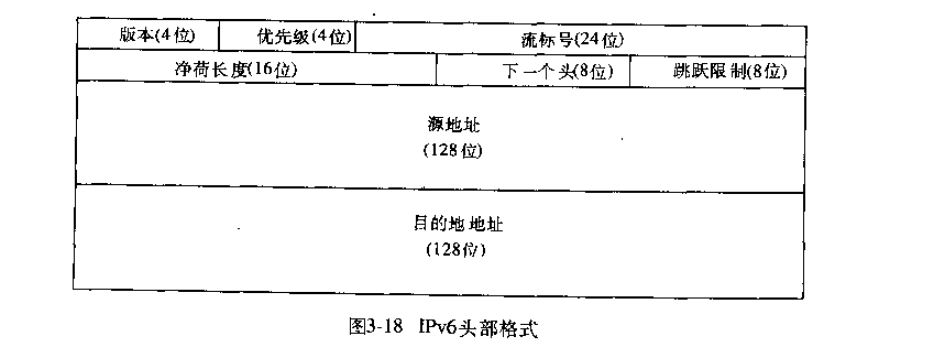 版本(4位) 优先级(4位) 流标号(24位)
净荷长度(16位) 下一个头(8位) 跳跃限制(8位)
源地址
(128位)
目的地地址
(128位)
图3-18 IPv6头部格式